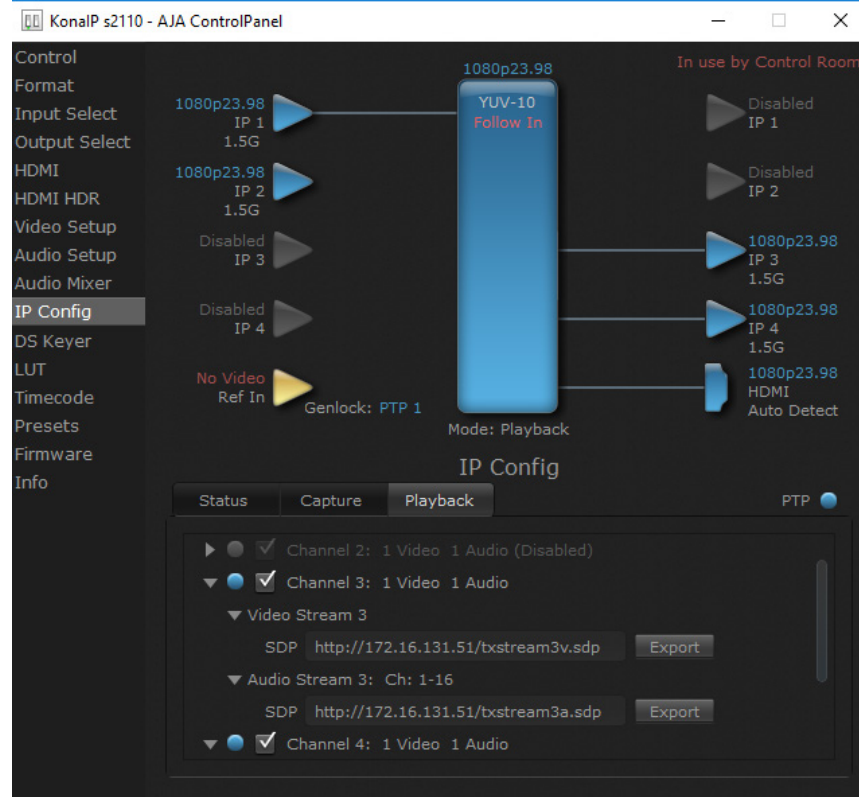 KonaIP s2110 - AJA ControlPanel
Control
Format
Input Select
Output Select
HDMI
HDMI HDR
Video Setup
Audio Setup
Audio Mixer
IP Config
DS Keyer
LUT
Timecode
Presets
Firmware
Info
1080p23.98
In use by Control Room
1080p23.98
IP 1
1.5G
1080p23.98
IP 2
1.5G
Disabled
IP 3
Disabled
IP 4
No Video
Ref In
Genlock: PTP 1
YUV-10
Follow In
Mode: Playback
Disabled
IP 1
Disabled
IP 2
1080p23.98
IP 3
1.5G
1080p23.98
IP 4
1.5G
1080p23.98
HDMI
Auto Detect
IP Config
Status Capture Playback PTP
Channel 2: 1 Video 1 Audio (Disabled)
Channel 3: 1 Video 1 Audio
Video Stream 3
SDP http://172.16.131.51/txstream3v.sdp Export
Audio Stream 3: Ch: 1-16
SDP http://172.16.131.51/txstream3a.sdp Export
Channel 4: 1 Video 1 Audio